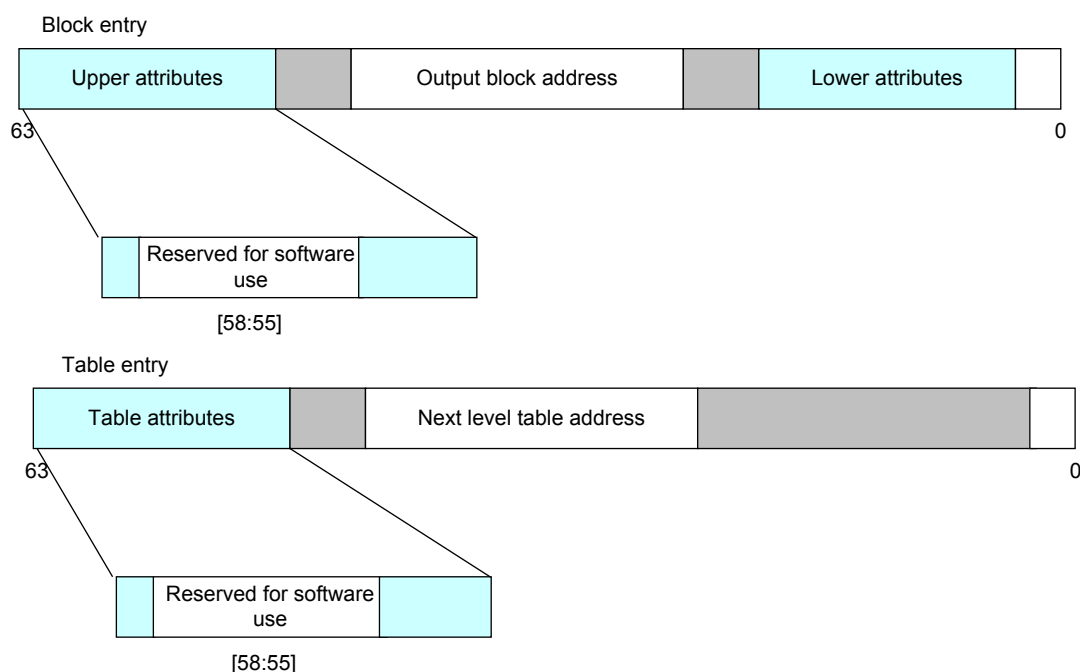 Block entry
Upper attributes
Output block address
Lower attributes
63
0
Reserved for software
use
[58:55]
Table entry
Table attributes
Next level table address
63
0
Reserved for software
use
[58:55]